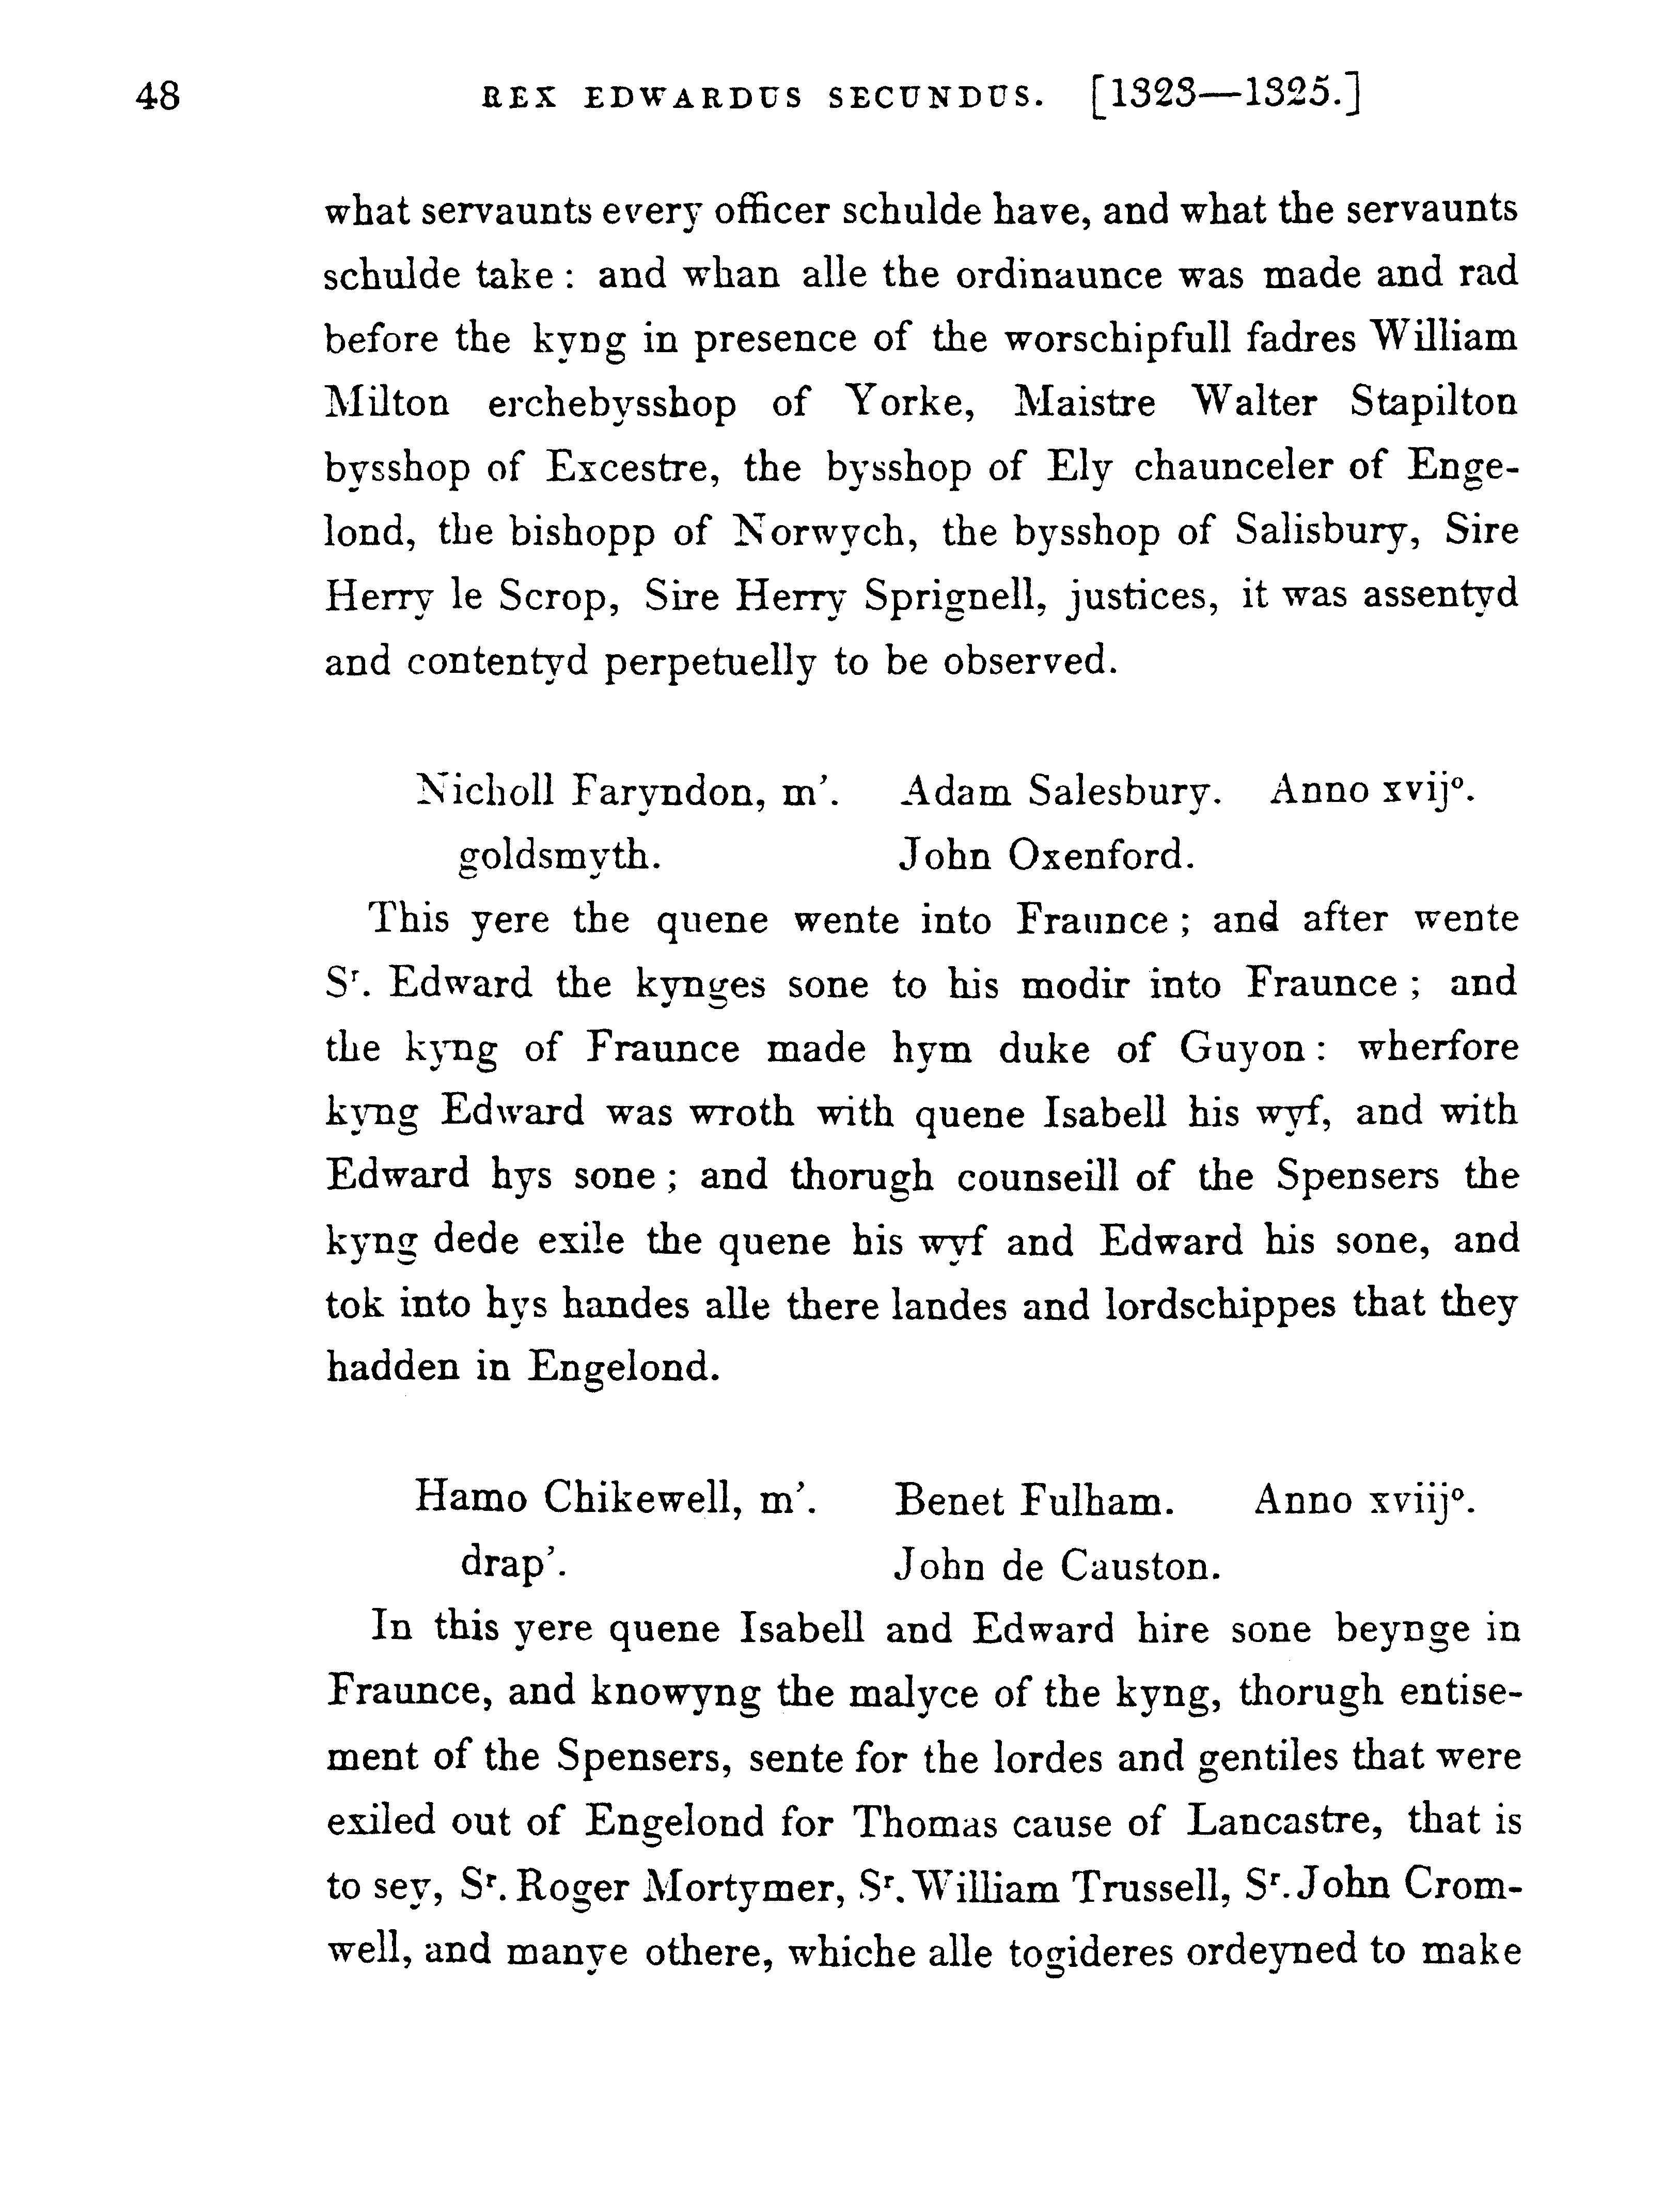 48 REX EDWARDUS SECUNDUS. [1323—1325.]
what servaunts every officer schulde have, and what the servaunts
schulde take : and whan alle the ordinaunce was made and rad
before the kyng in presence of the worschipfull fadres William
Milton erchebysshop of Yorke, Maistre Walter Stapilton
bysshop of Excestre, the bysshop of Ely chaunceler of Enge-
lond, the bishopp of Norwych, the bysshop of Salisbury, Sire
Herry le Scrop, Sire Herry Sprignell, justices, it was assentyd
and contentyd perpetuelly to be observed.
Nicholl Faryndon, m'. Adam Salesbury. Anno xvijº.
goldsmyth. John Oxenford.
This yere the quene wente into Fraunce ; and after wente
Sʳ. Edward the kynges sone to his modir into Fraunce ; and
the kyng of Fraunce made hym duke of Guyon : wherfore
kyng Edward was wroth with quene Isabell his wyf, and with
Edward hys sone ; and thorugh counseill of the Spensers the
kyng dede exile the quene his wyf and Edward his sone, and
tok into hys handes alle there landes and lordschippes that they
hadden in Engelond.
Hamo Chikewell, m'. Benet Fulham. Anno xviijº.
drap'. John de Causton.
In this yere quene Isabell and Edward hire sone beynge in
Fraunce, and knowyng the malyce of the kyng, thorugh entise-
ment of the Spensers, sente for the lordes and gentiles that were
exiled out of Engelond for Thomas cause of Lancastre, that is
to sey, Sʳ. Roger Mortymer, Sʳ. William Trussell, Sʳ. John Crom-
well, and manye othere, whiche alle togideres ordeyned to make